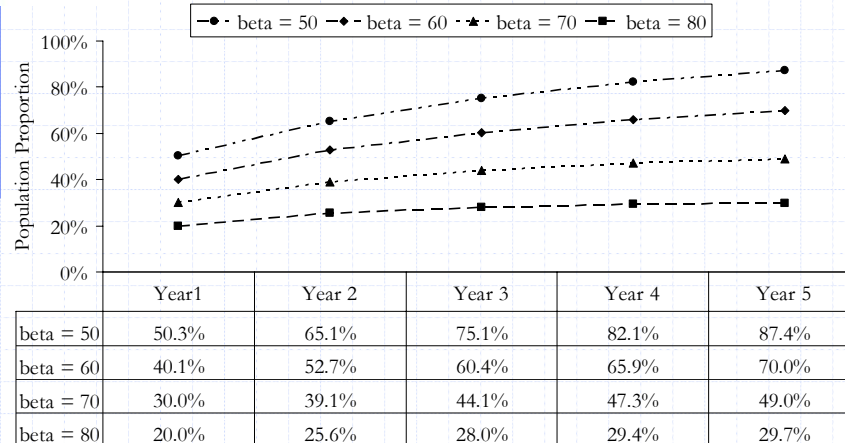 beta = 50 beta = 60 beta = 70 beta = 80
Population Proportion
100%
80%
60%
40%
20%
0%
Year1 Year 2 Year 3 Year 4 Year 5
beta = 50 50.3% 65.1% 75.1% 82.1% 87.4%
beta = 60 40.1% 52.7% 60.4% 65.9% 70.0%
beta = 70 30.0% 39.1% 44.1% 47.3% 49.0%
beta = 80 20.0% 25.6% 28.0% 29.4% 29.7%